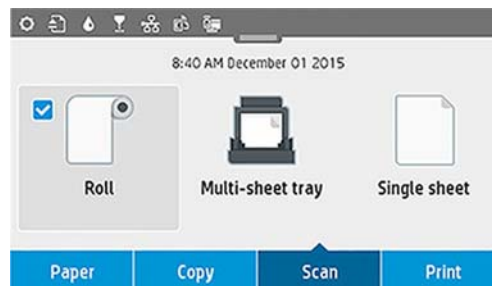 8:40 AM December 01 2015
Roll
Multi-sheet tray
Single sheet
Paper
Copy
Scan
Print